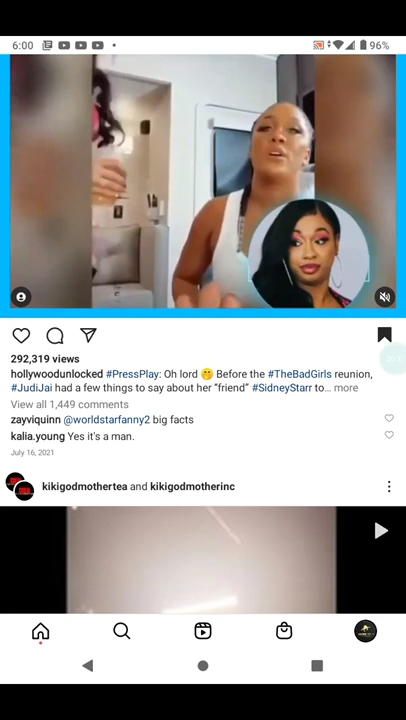 6:00
96%
292,319 views
hollywoodunlocked #PressPlay: Oh lord 🤭 Before the #TheBadGirls reunion,
#JudiJai had a few things to say about her "friend" #SidneyStarr to... more
View all 1,449 comments
zayviquinn @worldstarfanny2 big facts
kalia.young Yes it's a man.
July 16, 2021
kikigodmothertea and kikigodmotherinc